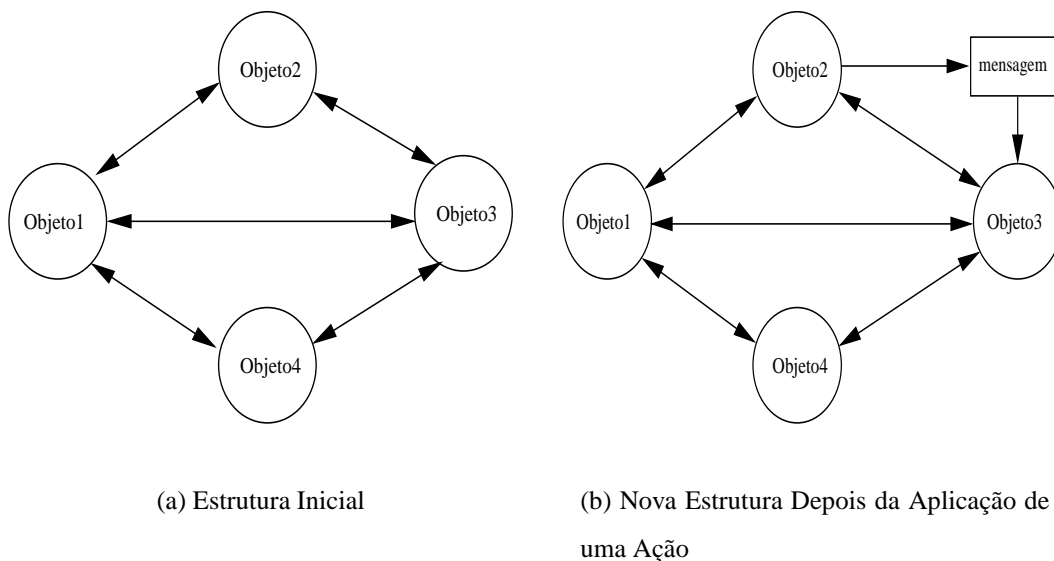 Objeto2
Objeto1
Objeto3
Objeto4
(a) Estrutura Inicial
Objeto2
mensagem
Objeto1
Objeto3
Objeto4
(b) Nova Estrutura Depois da Aplicação de
uma Ação